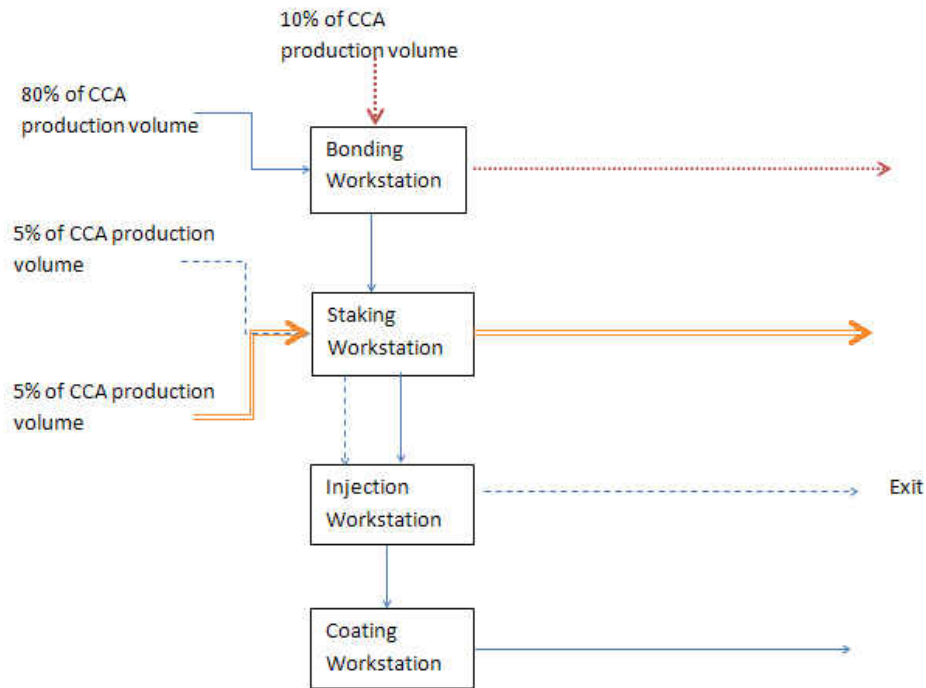 10% of CCA
production volume
80% of CCA
production volume
Bonding
Workstation
5% of CCA production
volume
Staking
Workstation
5% of CCA production
volume
Injection
Workstation
Exit
Coating
Workstation